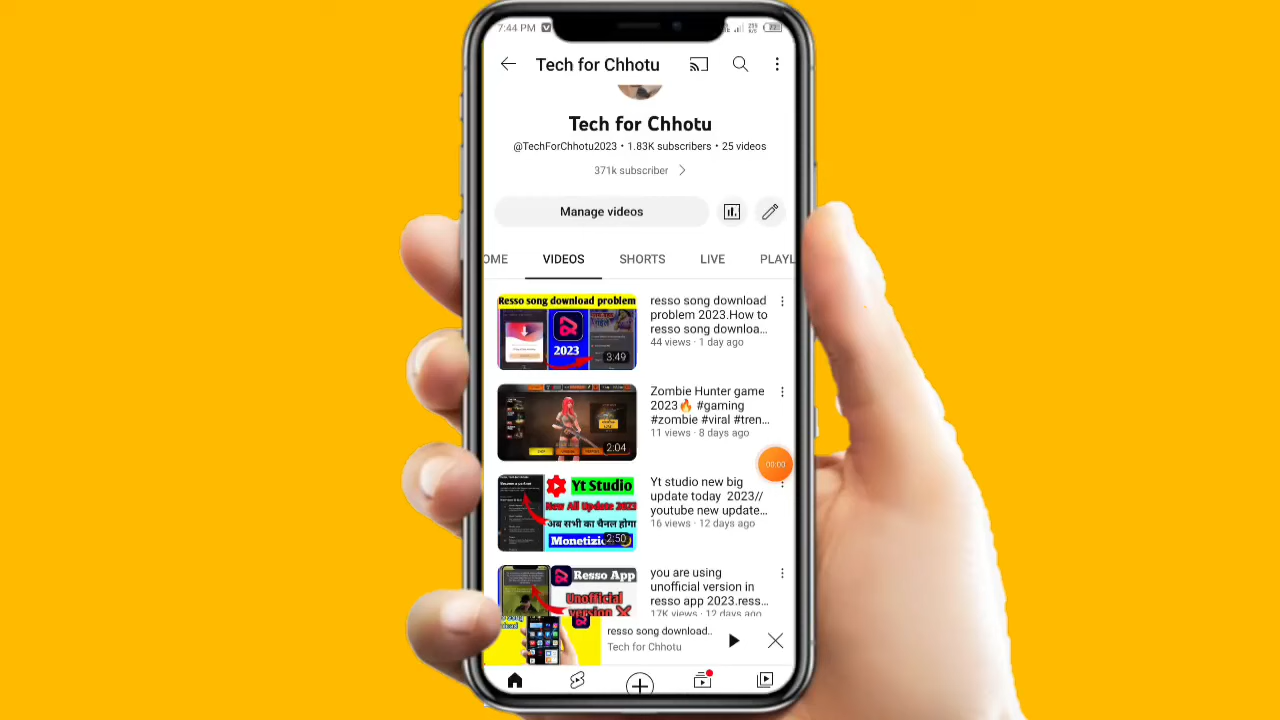 7:44 PM
Tech for Chhotu
Tech for Chhotu
@TechForChhotu2023 • 1.83K subscribers • 25 videos
371k subscriber
Manage videos
OME VIDEOS SHORTS LIVE PLAYL
Resso song download problem
2023
3:49
resso song download
problem 2023.How to
resso song downloa...
44 views · 1 day ago
2:04
Zombie Hunter game
2023🔥 #gaming
#zombie #viral #tren...
11 views · 8 days ago
00:00
Yt Studio
New All Update 2023
अब सभी का चैनल होगा
Monetizi
2:50
Yt studio new big
update today 2023//
youtube new update...
16 views · 12 days ago
Resso App
Unofficial
version
you are using
unofficial version in
resso app 2023.ress...
17K views · 12 days ago
resso song download..
Tech for Chhotu